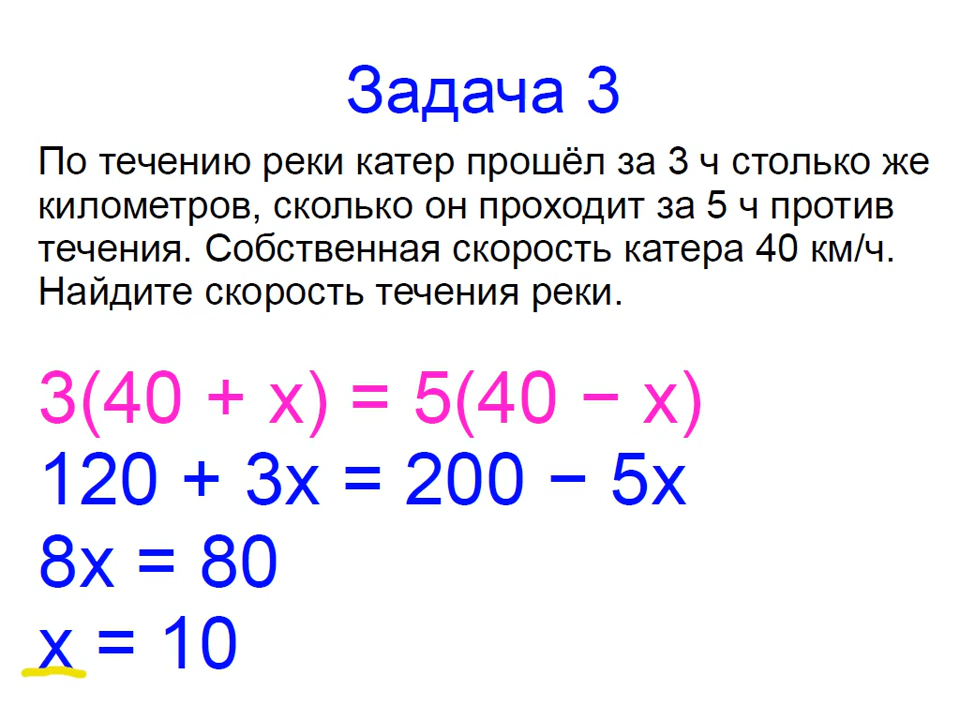 Задача 3
По течению реки катер прошёл за 3 ч столько же
километров, сколько он проходит за 5 ч против
течения. Собственная скорость катера 40 км/ч.
Найдите скорость течения реки.
3(40 + x) = 5(40 − x)
120 + 3x = 200 − 5x
8x = 80
x = 10